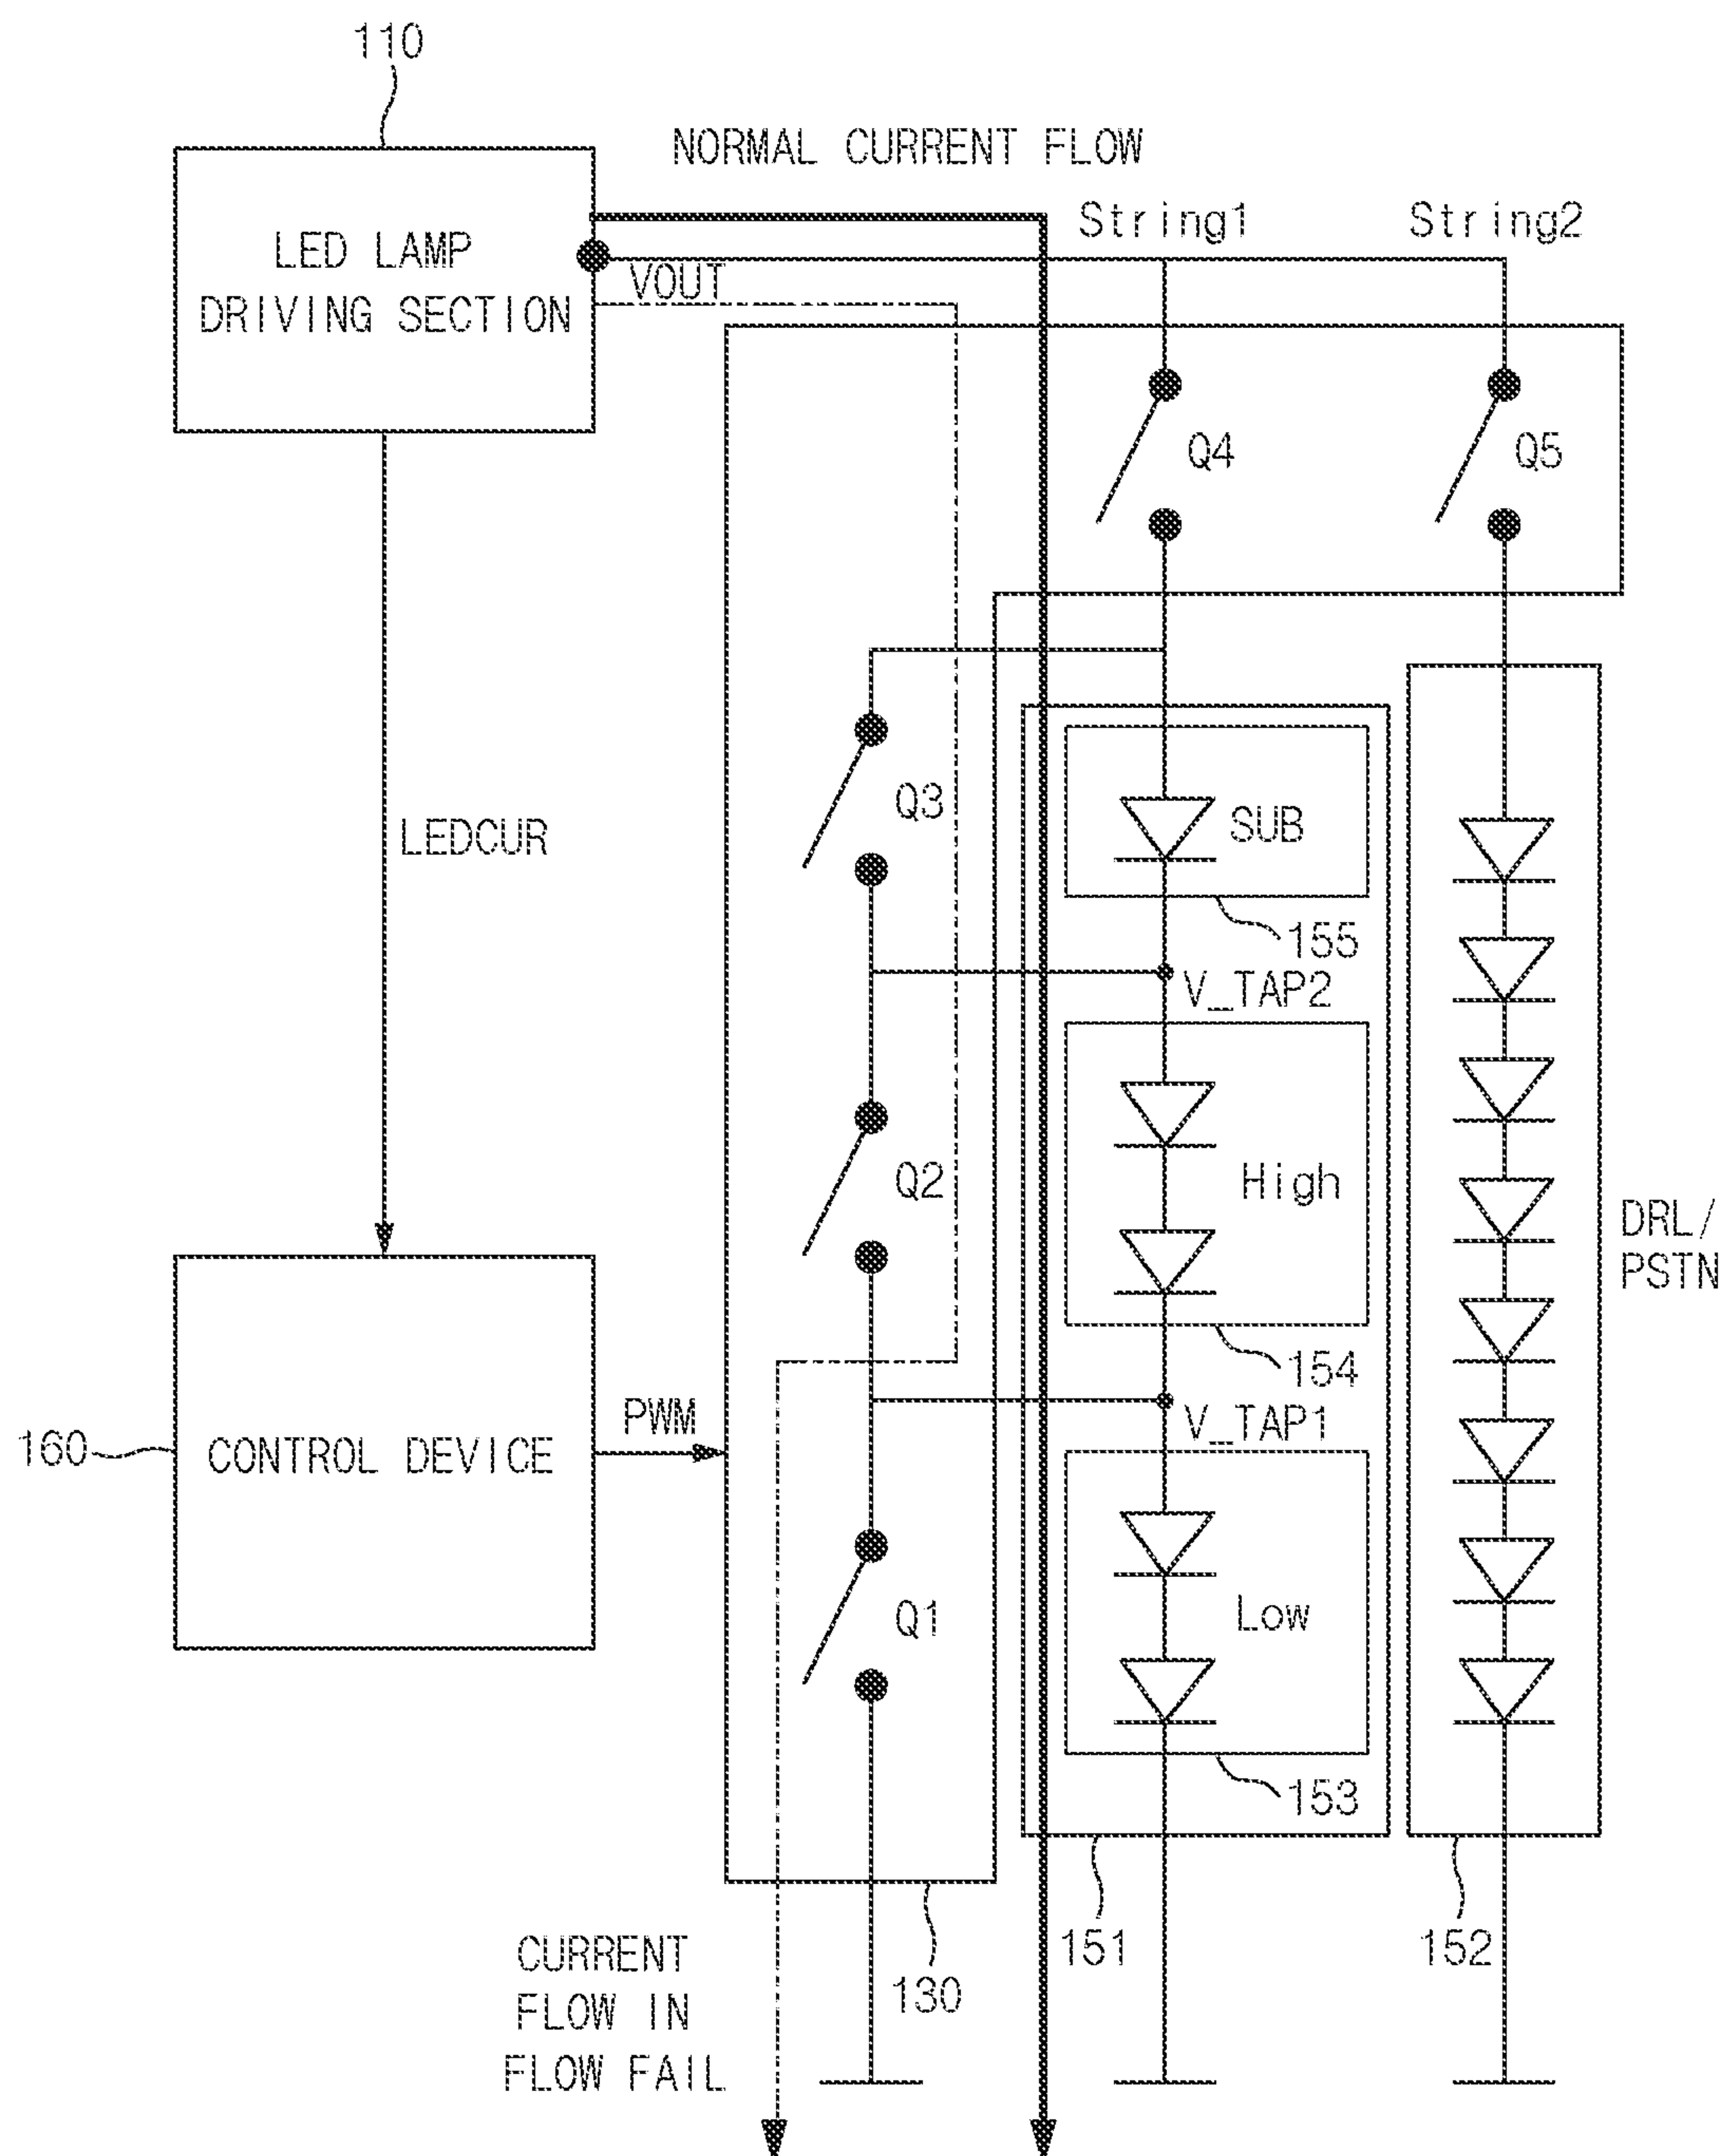 110
NORMAL CURRENT FLOW
String1
String2
LED LAMP
DRIVING SECTION
VOUT
Q4
Q5
Q3
SUB
LEDCUR
155
V_TAP2
Q2
High
DRL/
PSTN
154
PWM
V_TAP1
160
CONTROL DEVICE
Q1
Low
153
CURRENT
FLOW IN
FLOW FAIL
130
151
152